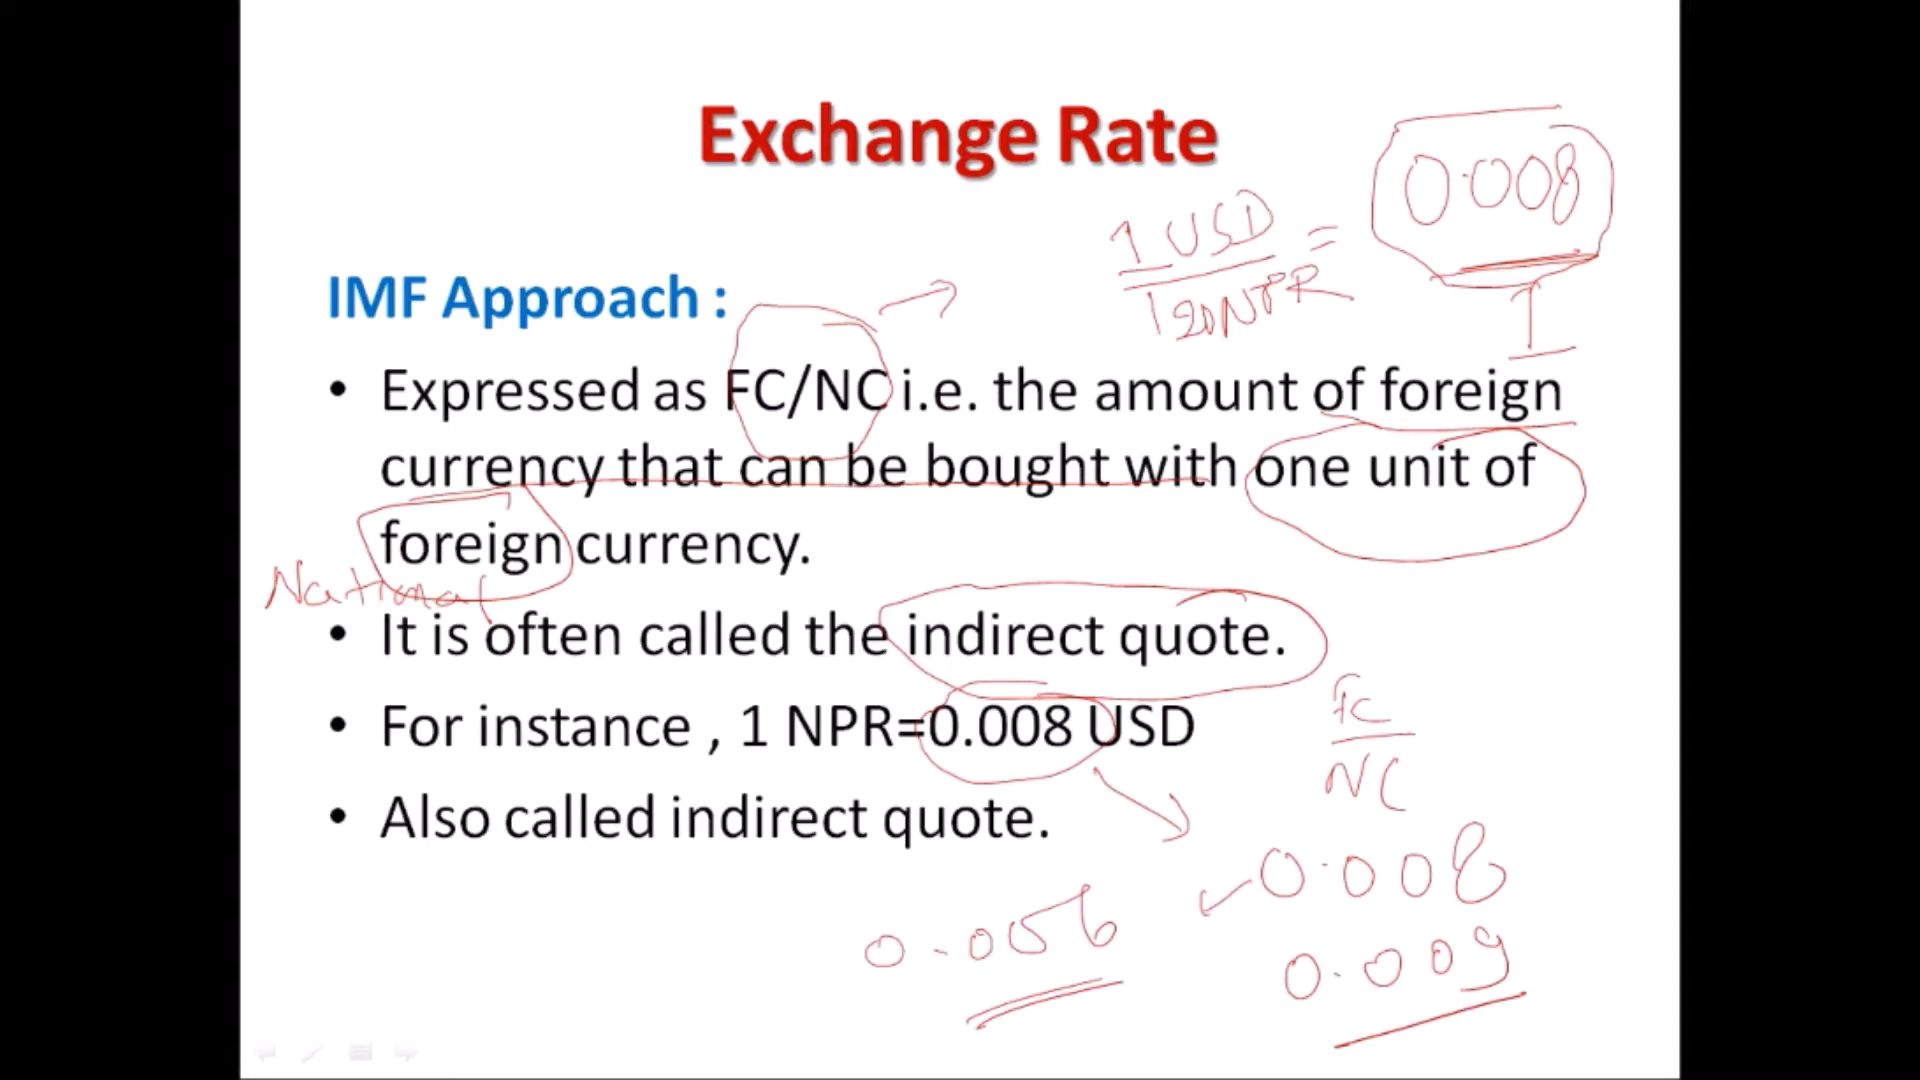 Exchange Rate
0.008
1 USD
=
120 NPR
I
IMF Approach :
• Expressed as FC/NC i.e. the amount of foreign
currency that can be bought with one unit of
foreign currency.
National
• It is often called the indirect quote.
• For instance , 1 NPR=0.008 USD
FC
NC
• Also called indirect quote.
0.008
0.056
0.009